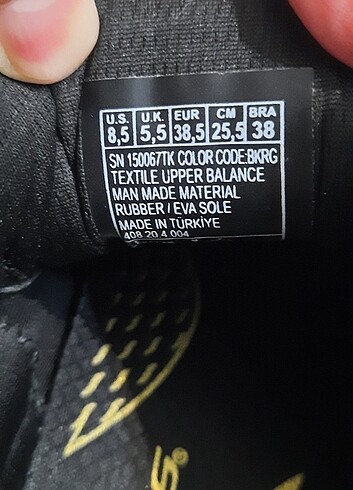 U.S. U.K. EUR CM BRA
8,5 5,5 38,5 25,5 38
SN 150067TK COLOR CODE:BKRG
TEXTILE UPPER BALANCE
MAN MADE MATERIAL
RUBBER / EVA SOLE
MADE IN TÜRKİYE
408 20 4 004
S®